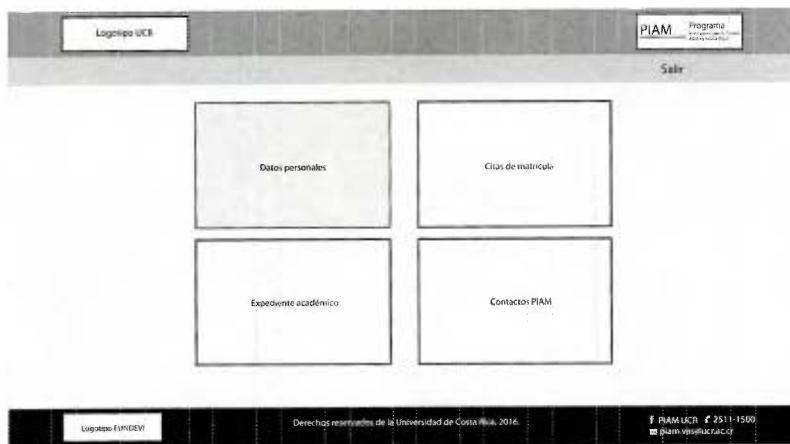 Logotipo UCR
PIAM Programa
Salir
Datos personales
Citas de matrícula
Expediente académico
Contactos PIAM
Logotipo FUNDEVI
Derechos reservados de la Universidad de Costa Rica, 2016.
PIAM UCR 2511-1500
piam.vas@ucr.ac.cr